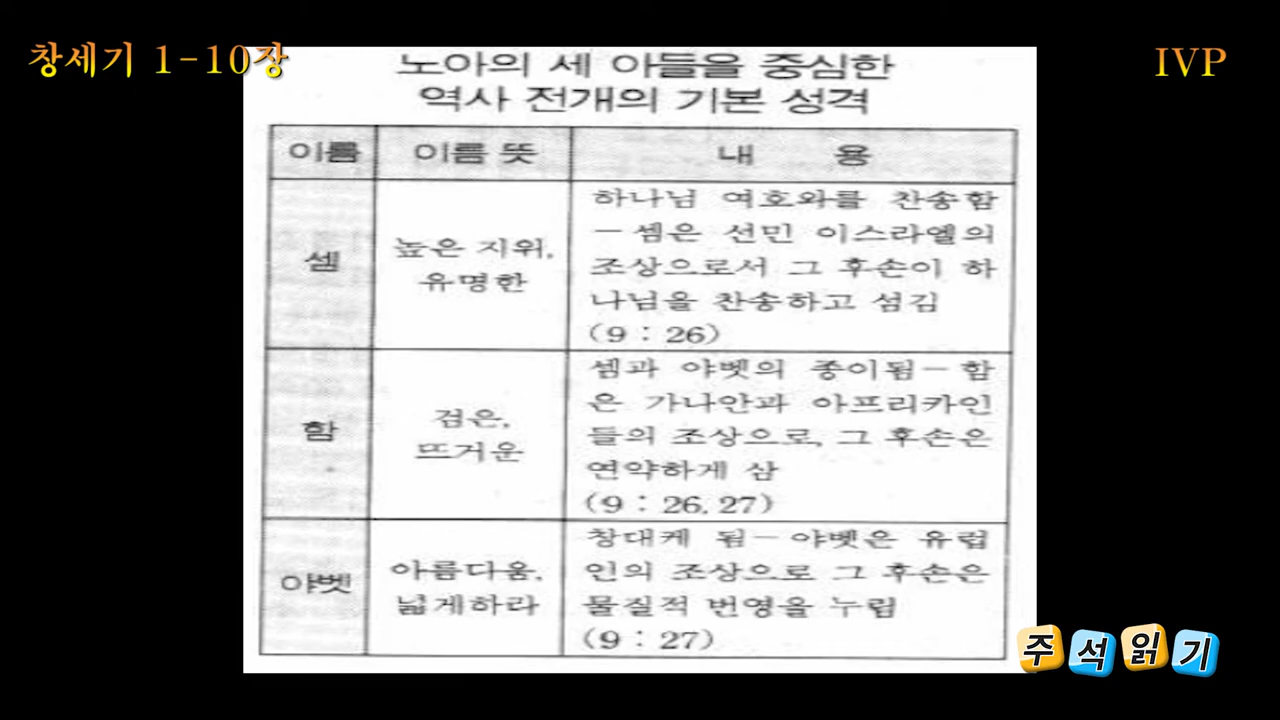 창세기 1-10장
IVP
노아의 세 아들을 중심한
역사 전개의 기본 성격
이름 이름 뜻 내 용
셈
높은 지위,
유명한
하나님 여호와를 찬송함
- 셈은 선민 이스라엘의
조상으로서 그 후손이 하
나님을 찬송하고 섬김
(9 : 26)
함
검은,
뜨거운
셈과 야벳의 종이됨 - 함
은 가나안과 아프리카인
들의 조상으로, 그 후손은
연약하게 삶
(9 : 26, 27)
야벳
아름다움,
넓게하라
창대케 됨 - 야벳은 유럽
인의 조상으로 그 후손은
물질적 번영을 누림
(9 : 27)
주석읽기